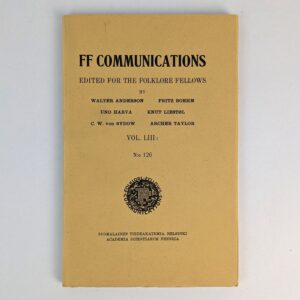 FF COMMUNICATIONS
EDITED FOR THE FOLKLORE FELLOWS
BY
WALTER ANDERSON FRITZ BOEHM
UNO HARVA KNUT LIESTØL
C. W. von SYDOW ARCHER TAYLOR
VOL. LIII
N:o 126
SUOMALAINEN TIEDEAKATEMIA HELSINKI
ACADEMIA SCIENTIARUM FENNICA